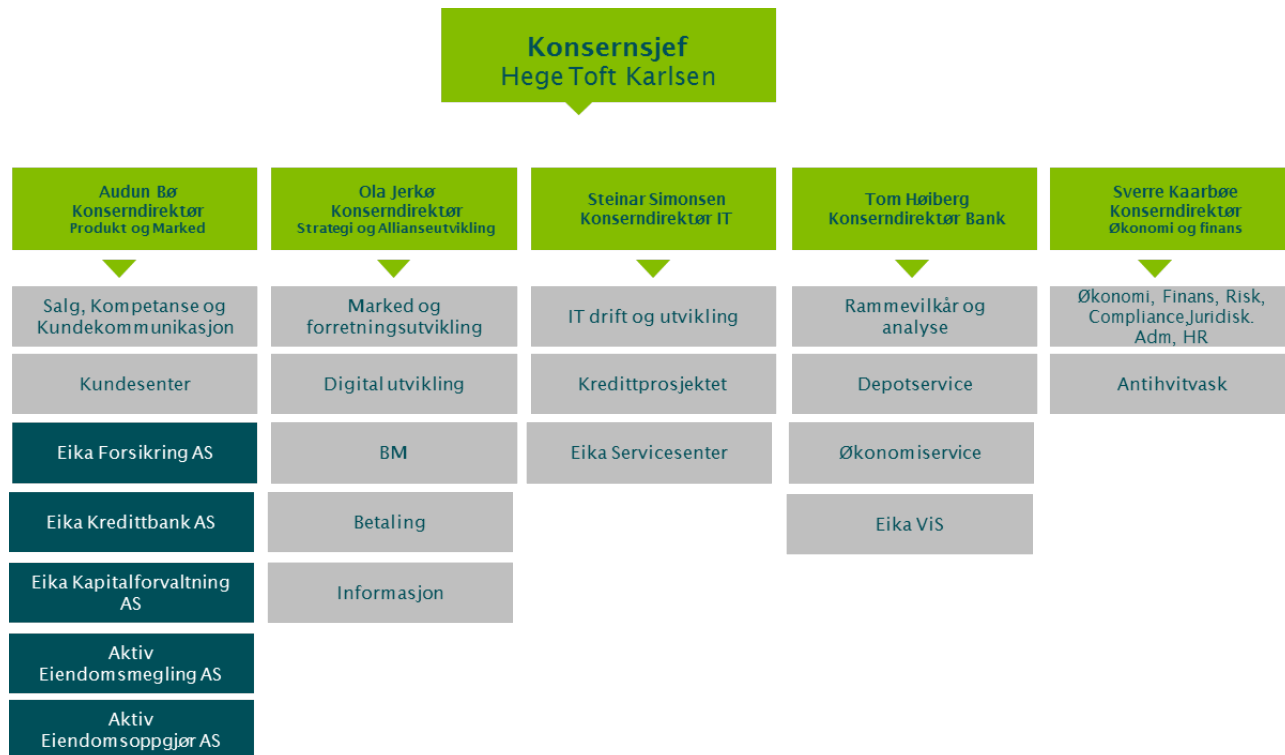 Konsernsjef
Hege Toft Karlsen
Audun Bø
Konserndirektør
Produkt og Marked
Salg, Kompetanse og
Kundekommunikasjon
Kundesenter
Eika Forsikring AS
Eika Kredittbank AS
Eika Kapitalforvaltning
AS
Aktiv
Eiendomsmegling AS
Aktiv
Eiendomsoppgjør AS
Ola Jerkø
Konserndirektør
Strategi og Allianseutvikling
Marked og
forretningsutvikling
Digital utvikling
BM
Betaling
Informasjon
Steinar Simonsen
Konserndirektør IT
IT drift og utvikling
Kredittprosjektet
Eika Servicesenter
Tom Høiberg
Konserndirektør Bank
Rammevilkår og
analyse
Depotservice
Økonomiservice
Eika ViS
Sverre Kaarbøe
Konserndirektør
Økonomi og finans
Økonomi, Finans, Risk,
Compliance,Juridisk.
Adm, HR
Antihvitvask